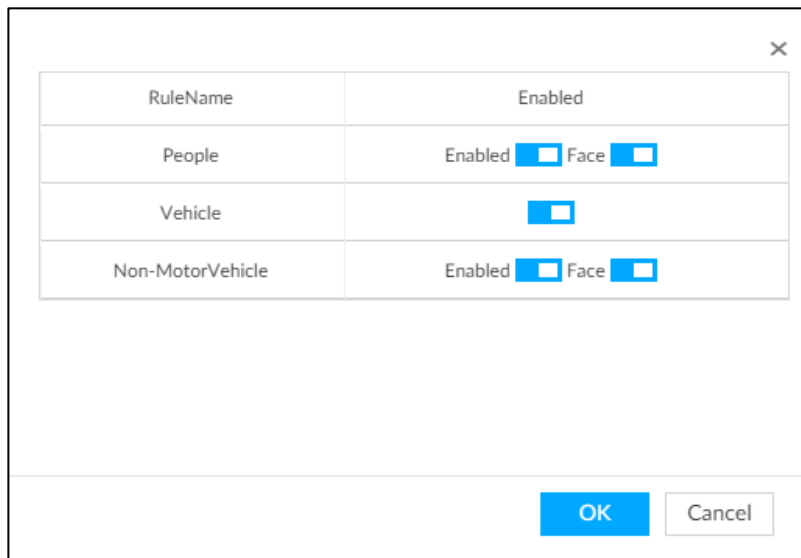 RuleName Enabled
People Enabled Face
Vehicle
Non-MotorVehicle Enabled Face
OK Cancel